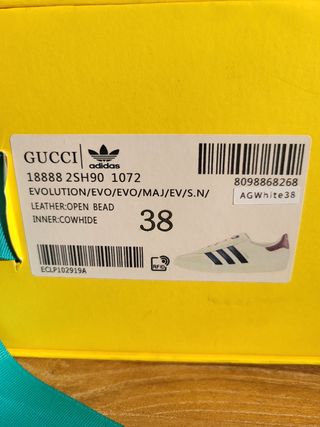 GUCCI adidas
18888 2SH90 1072
EVOLUTION/EVO/EVO/MAJ/EV/S.N/
8098868268
LEATHER:OPEN BEAD
AGWhite38
INNER:COWHIDE
38
ECLP102919A
RFID